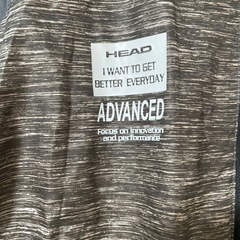 HEAD
I WANT TO GET
BETTER EVERYDAY
ADVANCED
Focus on innovation
and performance